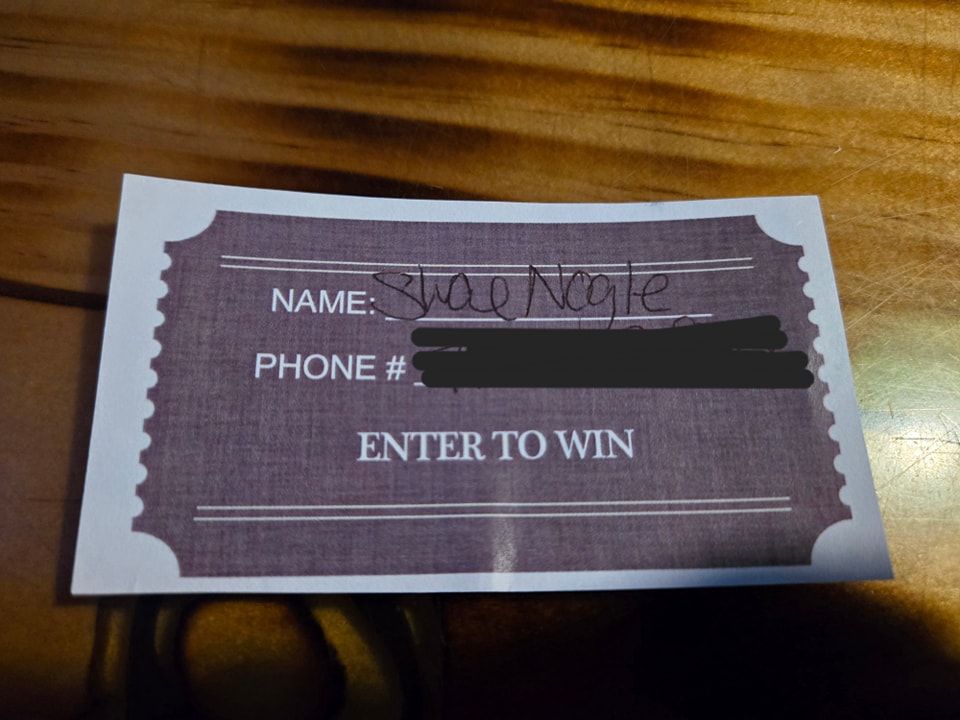 NAME: Shae Nagle
PHONE #
ENTER TO WIN